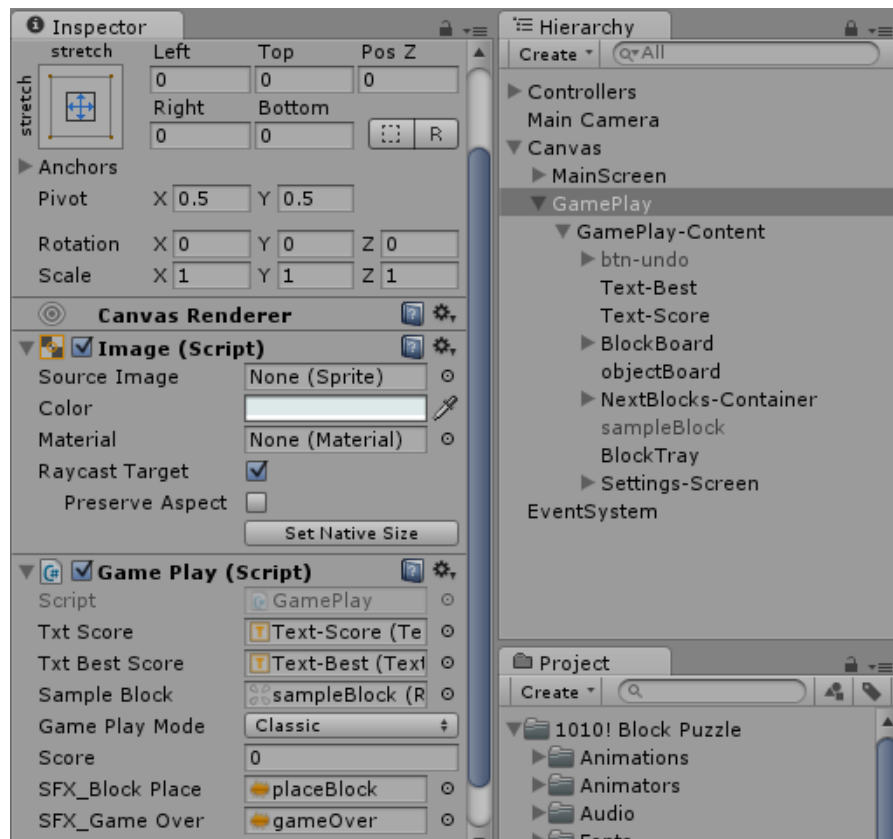 Inspector
stretch Left Top Pos Z
stretch
0 0 0
Right Bottom
0 0 R
Anchors
Pivot X 0.5 Y 0.5
Rotation X 0 Y 0 Z 0
Scale X 1 Y 1 Z 1
Canvas Renderer
Image (Script)
Source Image None (Sprite)
Color
Material None (Material)
Raycast Target
Preserve Aspect
Set Native Size
Game Play (Script)
Script GamePlay
Txt Score Text-Score (Te
Txt Best Score Text-Best (Text
Sample Block sampleBlock (R
Game Play Mode Classic
Score 0
SFX_Block Place placeBlock
SFX_Game Over gameOver
Hierarchy
Create All
Controllers
Main Camera
Canvas
MainScreen
GamePlay
GamePlay-Content
btn-undo
Text-Best
Text-Score
BlockBoard
objectBoard
NextBlocks-Container
sampleBlock
BlockTray
Settings-Screen
EventSystem
Project
Create
1010! Block Puzzle
Animations
Animators
Audio